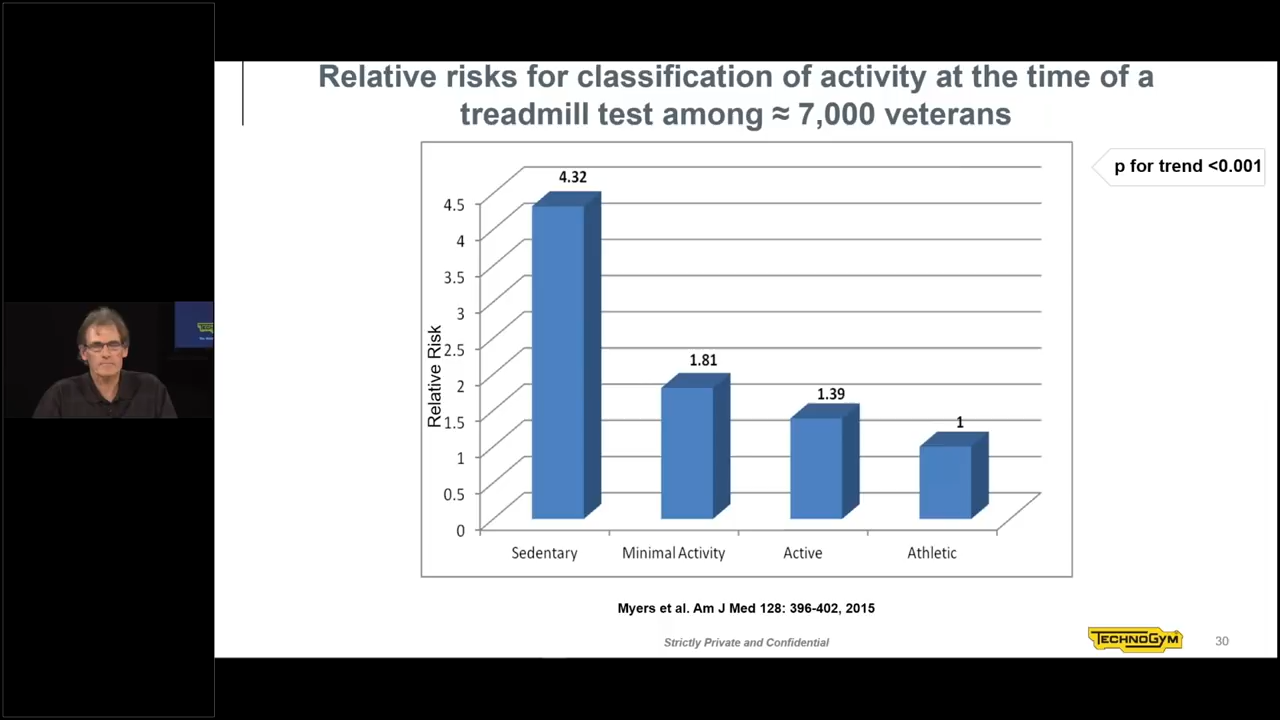 Relative risks for classification of activity at the time of a
treadmill test among ≈ 7,000 veterans
p for trend <0.001
4.32
1.81
1.39
1
4.5
4
3.5
3
2.5
2
1.5
1
0.5
0
Relative Risk
Sedentary
Minimal Activity
Active
Athletic
Myers et al. Am J Med 128: 396-402, 2015
Strictly Private and Confidential
TECHNOGYM
30